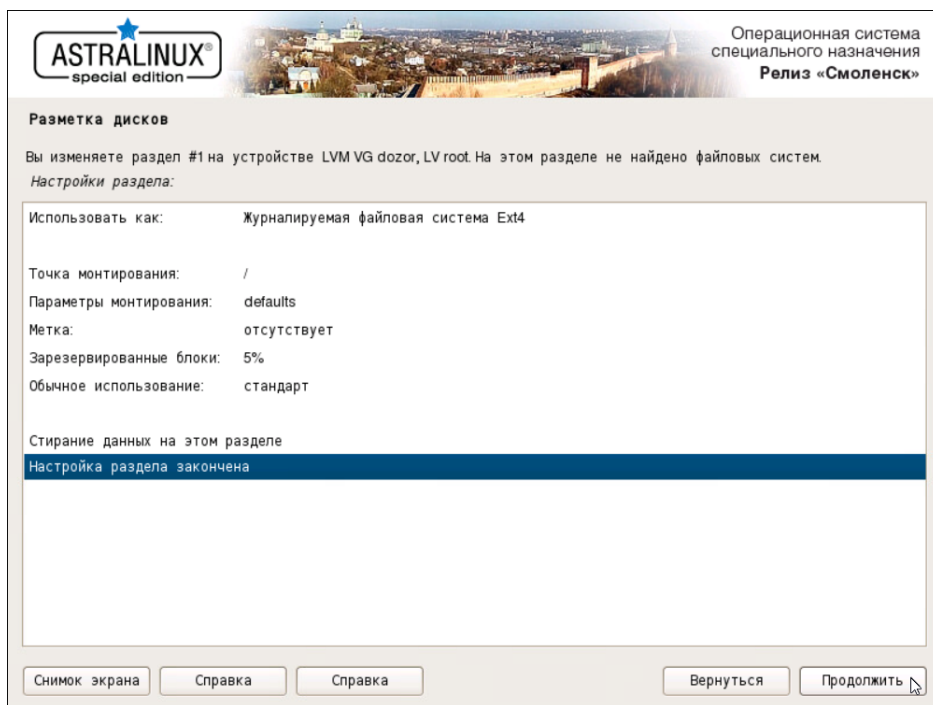 ASTRALINUX®
special edition
Операционная система
специального назначения
Релиз «Смоленск»
Разметка дисков
Вы изменяете раздел #1 на устройстве LVM VG dozor, LV root. На этом разделе не найдено файловых систем.
Настройки раздела:
Использовать как: Журналируемая файловая система Ext4
Точка монтирования: /
Параметры монтирования: defaults
Метка: отсутствует
Зарезервированные блоки: 5%
Обычное использование: стандарт
Стирание данных на этом разделе
Настройка раздела закончена
Снимок экрана Справка Справка Вернуться Продолжить